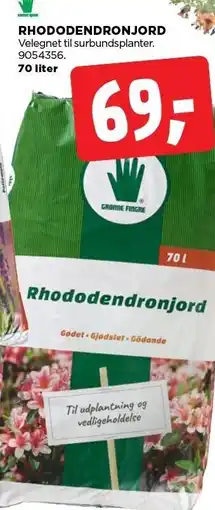 RHODODENDRONJORD
Velegnet til surbundsplanter.
9054356.
70 liter
69,-
GRØNNE FINGRE
70 l
Rhododendronjord
Gødet • Gjødslet • Gödande
Til udplantning og
vedligeholdelse